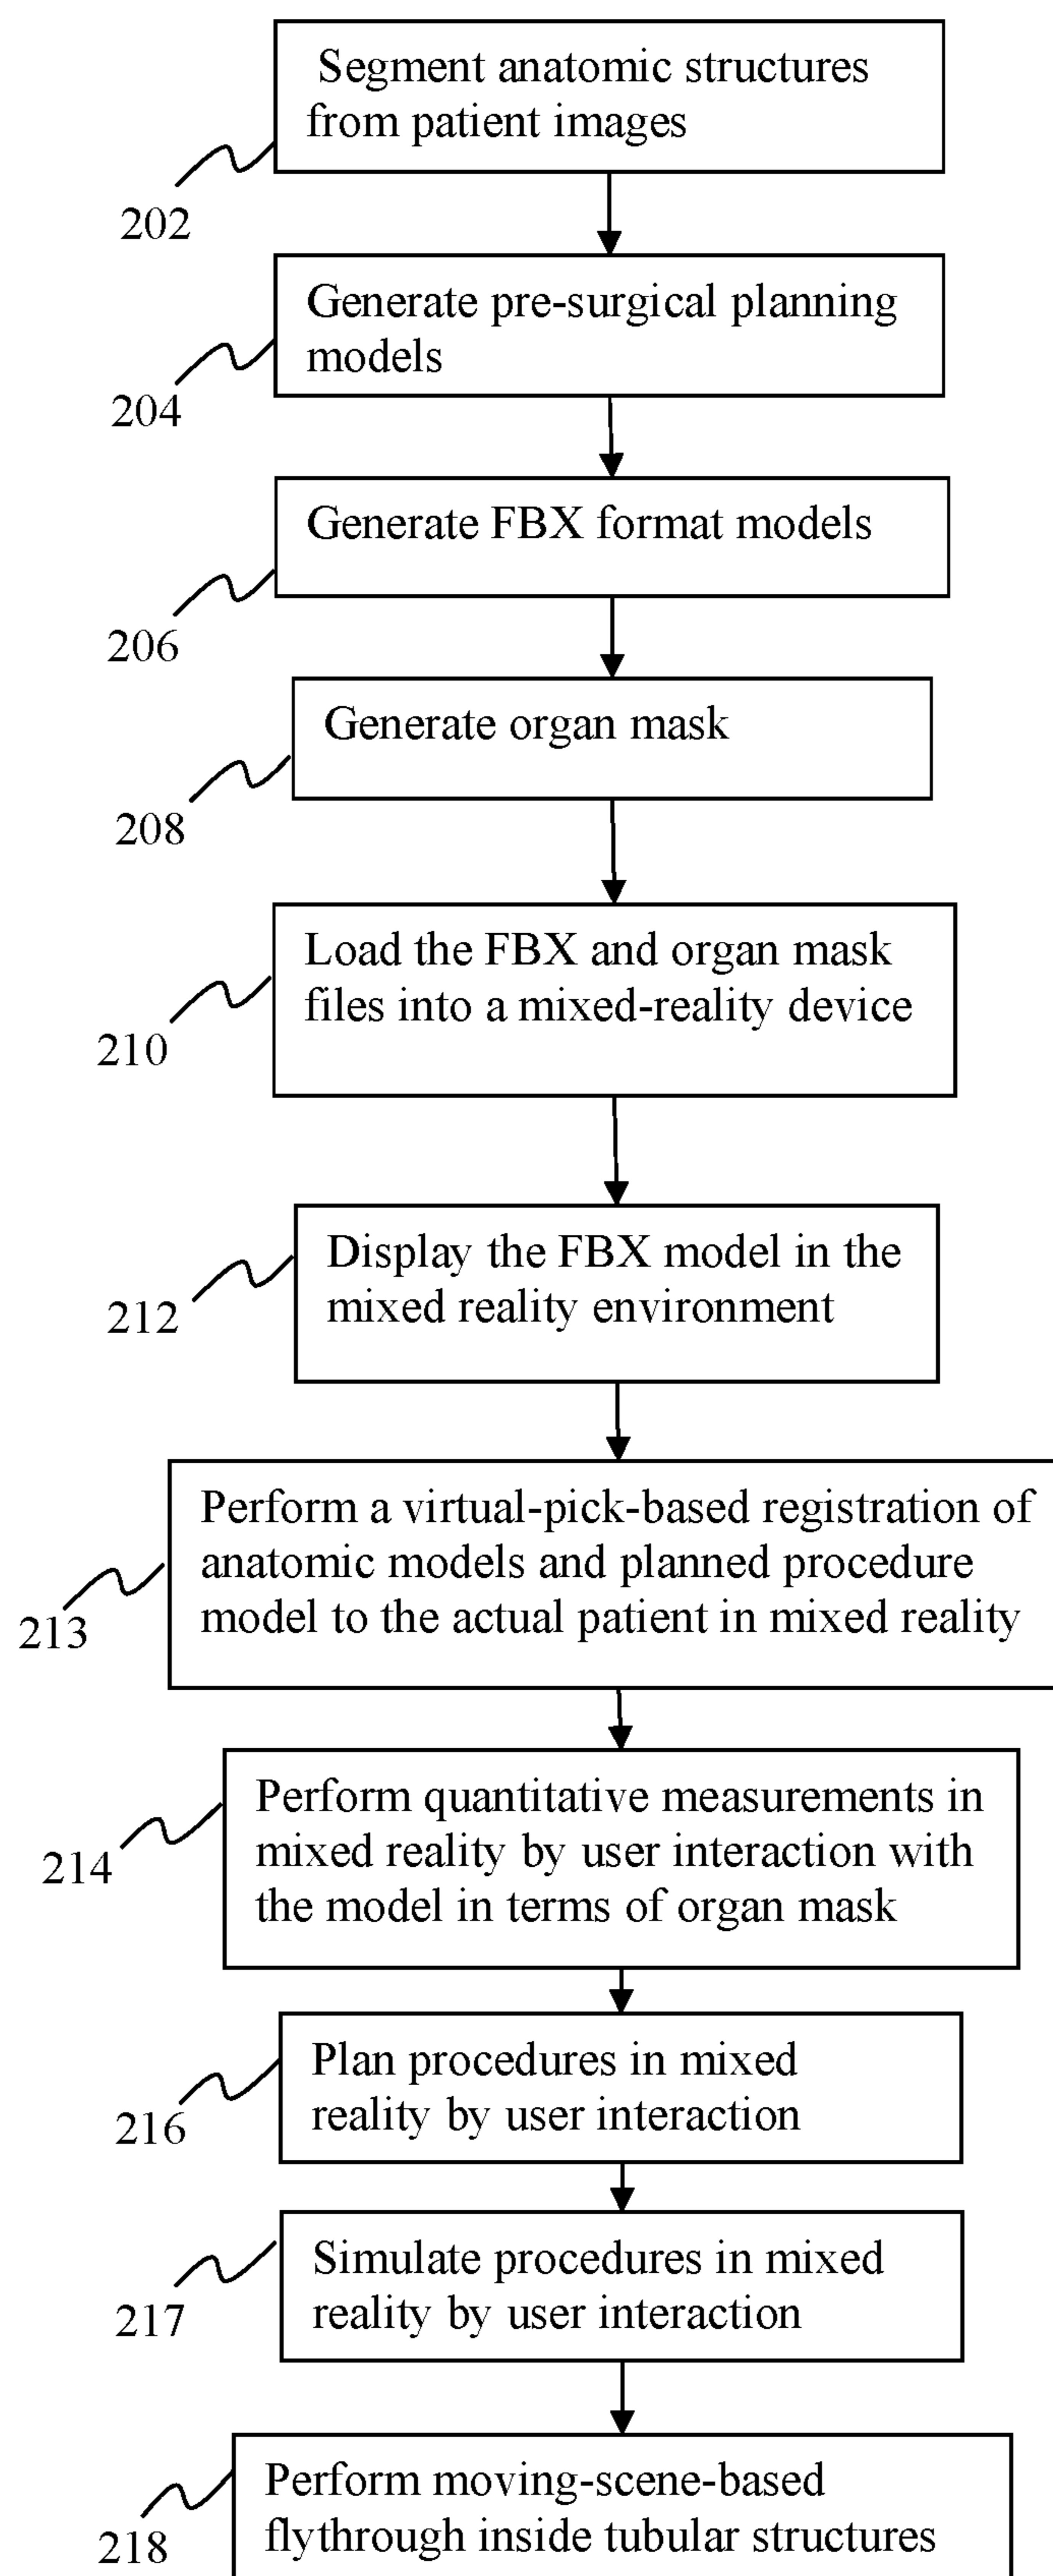 Segment anatomic structures
from patient images
202
Generate pre-surgical planning
models
204
Generate FBX format models
206
Generate organ mask
208
Load the FBX and organ mask
files into a mixed-reality device
210
Display the FBX model in the
mixed reality environment
212
Perform a virtual-pick-based registration of
anatomic models and planned procedure
model to the actual patient in mixed reality
213
Perform quantitative measurements in
mixed reality by user interaction with
the model in terms of organ mask
214
Plan procedures in mixed
reality by user interaction
216
Simulate procedures in mixed
reality by user interaction
217
Perform moving-scene-based
flythrough inside tubular structures
218